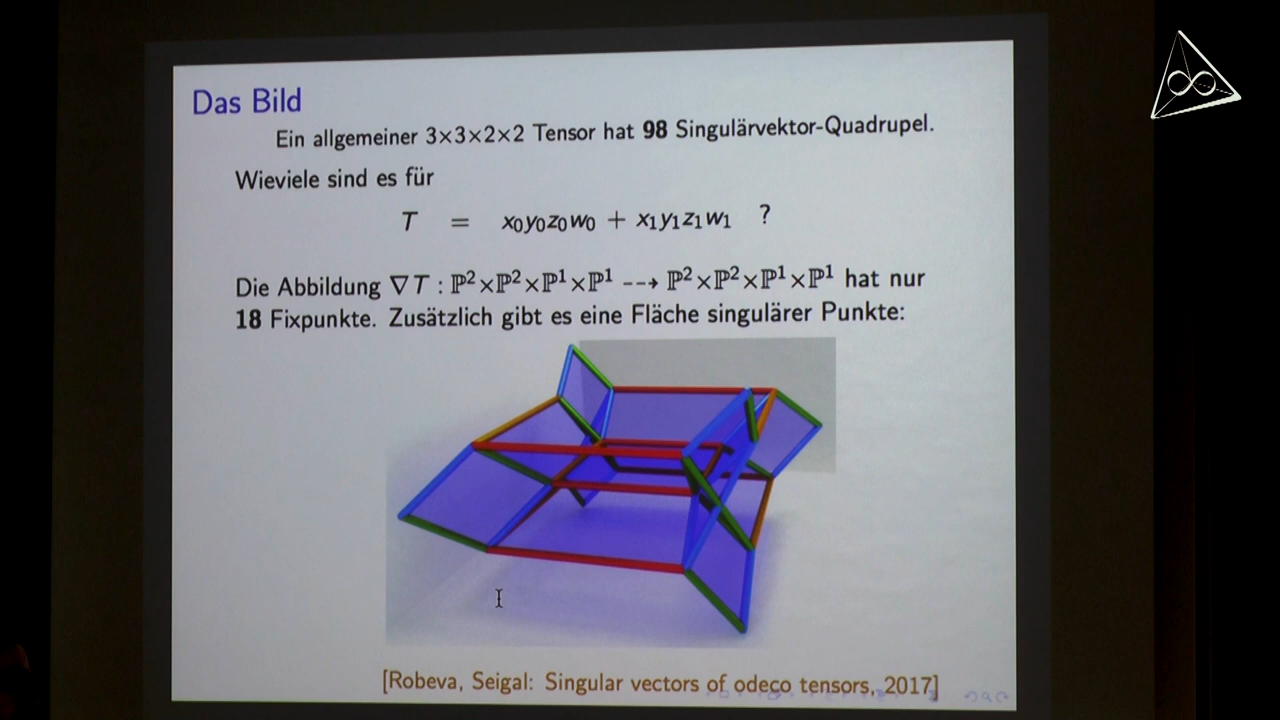 Das Bild
Ein allgemeiner 3×3×2×2 Tensor hat 98 Singulärvektor-Quadrupel.
Wieviele sind es für
T = x₀y₀z₀w₀ + x₁y₁z₁w₁ ?
Die Abbildung ∇T : ℙ²×ℙ²×ℙ¹×ℙ¹ ⇢ ℙ²×ℙ²×ℙ¹×ℙ¹ hat nur
18 Fixpunkte. Zusätzlich gibt es eine Fläche singulärer Punkte:
[Robeva, Seigal: Singular vectors of odeco tensors, 2017]